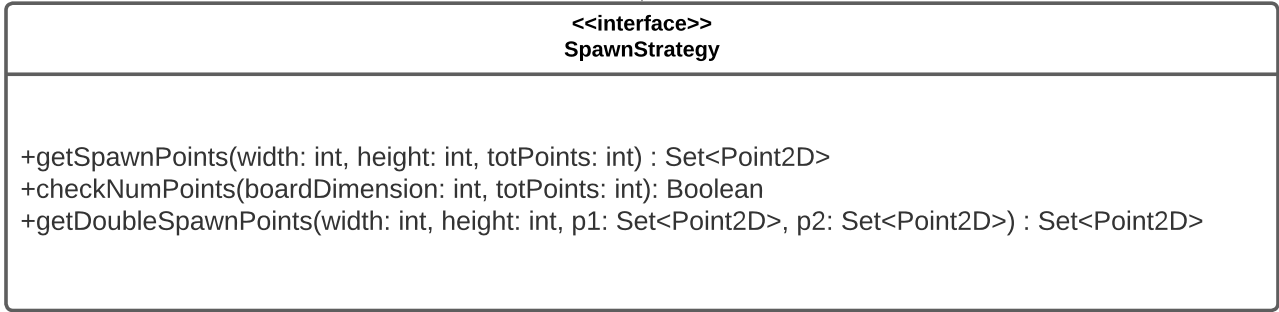 <<interface>>
SpawnStrategy
+getSpawnPoints(width: int, height: int, totPoints: int) : Set<Point2D>
+checkNumPoints(boardDimension: int, totPoints: int): Boolean
+getDoubleSpawnPoints(width: int, height: int, p1: Set<Point2D>, p2: Set<Point2D>) : Set<Point2D>